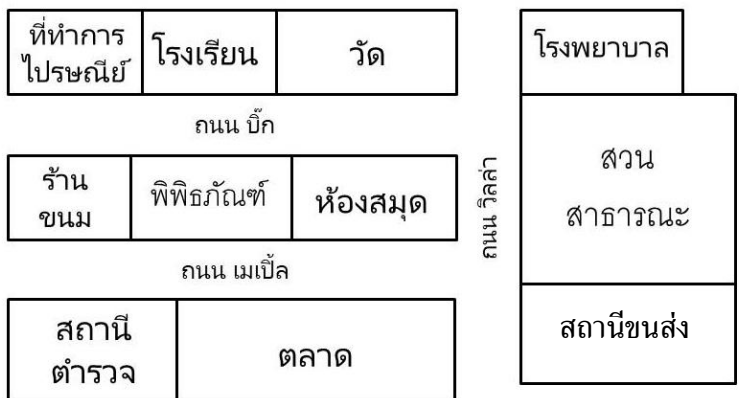 ที่ทำการ
ไปรษณีย์
โรงเรียน
วัด
โรงพยาบาล
ถนน บิ๊ก
ร้าน
ขนม
พิพิธภัณฑ์
ห้องสมุด
ถนน วิลล่า
สวน
สาธารณะ
ถนน เมเปิ้ล
สถานี
ตำรวจ
ตลาด
สถานีขนส่ง